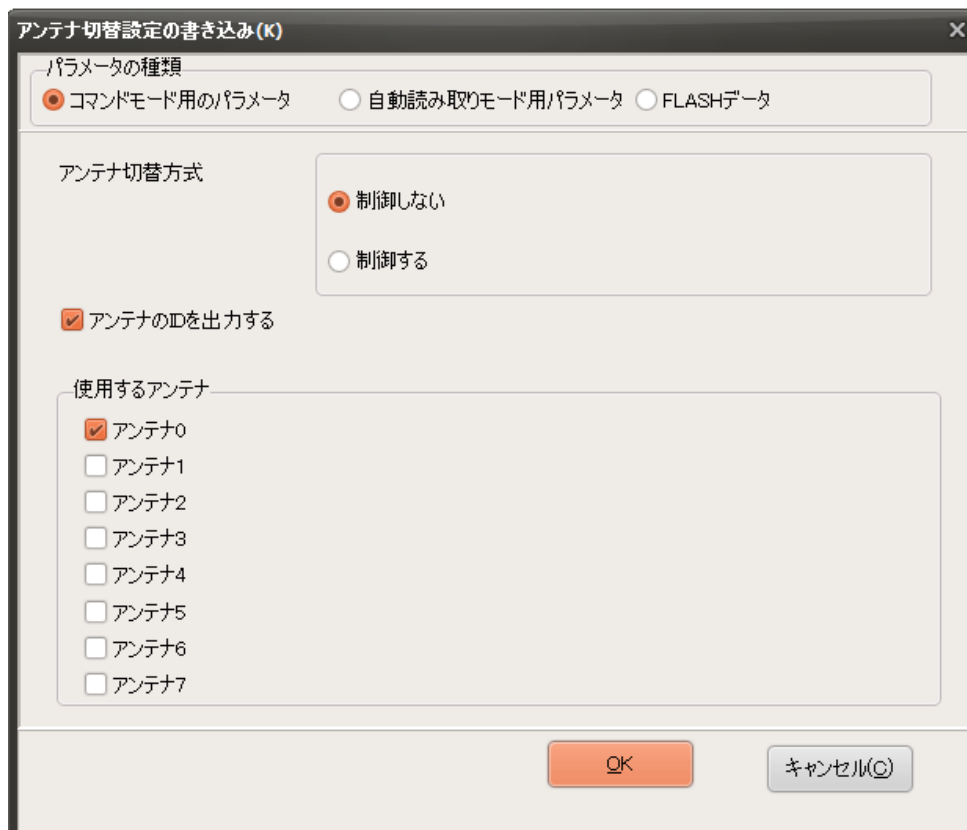 アンテナ切替設定の書き込み(K)
パラメータの種類
コマンドモード用のパラメータ 自動読み取りモード用パラメータ FLASHデータ
アンテナ切替方式
制御しない
制御する
アンテナのIDを出力する
使用するアンテナ
アンテナ0
アンテナ1
アンテナ2
アンテナ3
アンテナ4
アンテナ5
アンテナ6
アンテナ7
OK キャンセル(C)